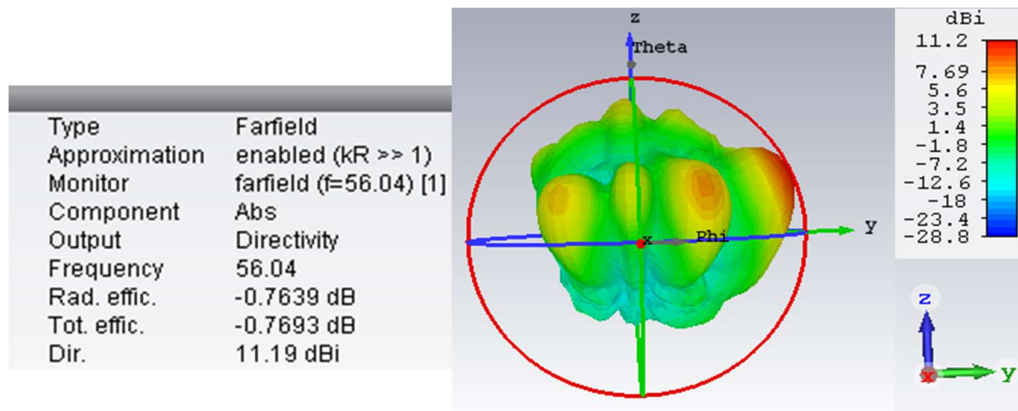 Type Farfield
Approximation enabled (kR >> 1)
Monitor farfield (f=56.04) [1]
Component Abs
Output Directivity
Frequency 56.04
Rad. effic. -0.7639 dB
Tot. effic. -0.7693 dB
Dir. 11.19 dBi
z
Theta
y
x
Phi
dBi
11.2
7.69
5.6
3.5
1.4
-1.8
-7.2
-12.6
-18
-23.4
-28.8
z
x
y